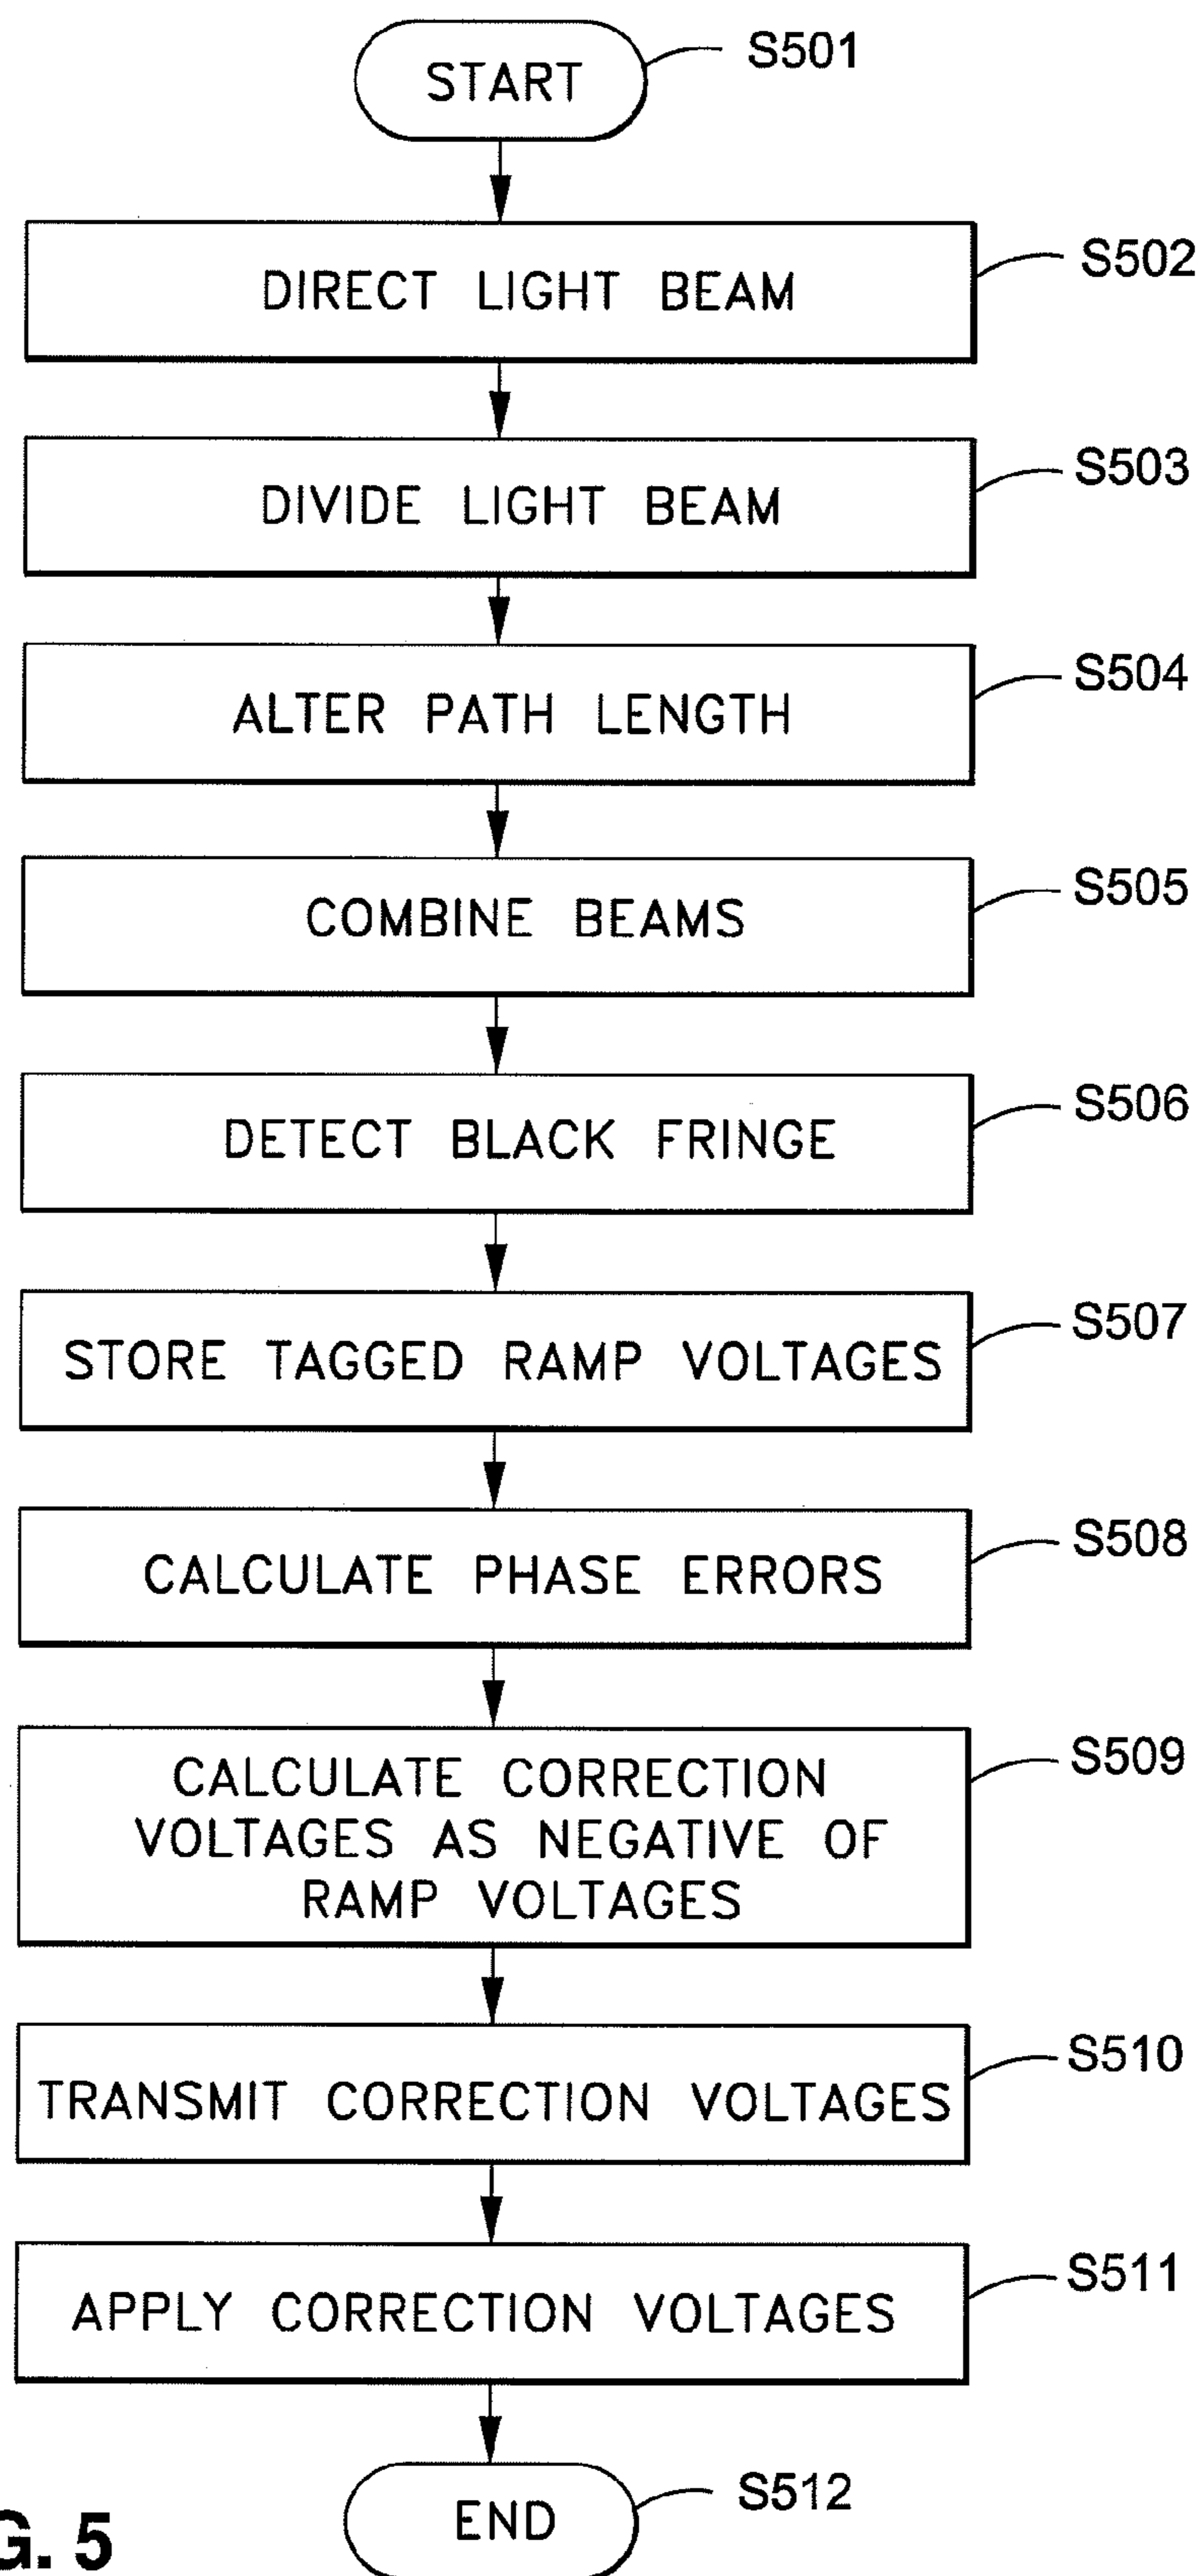 START
S501
DIRECT LIGHT BEAM
S502
DIVIDE LIGHT BEAM
S503
ALTER PATH LENGTH
S504
COMBINE BEAMS
S505
DETECT BLACK FRINGE
S506
STORE TAGGED RAMP VOLTAGES
S507
CALCULATE PHASE ERRORS
S508
CALCULATE CORRECTION
VOLTAGES AS NEGATIVE OF
RAMP VOLTAGES
S509
TRANSMIT CORRECTION VOLTAGES
S510
APPLY CORRECTION VOLTAGES
S511
END
S512
G. 5